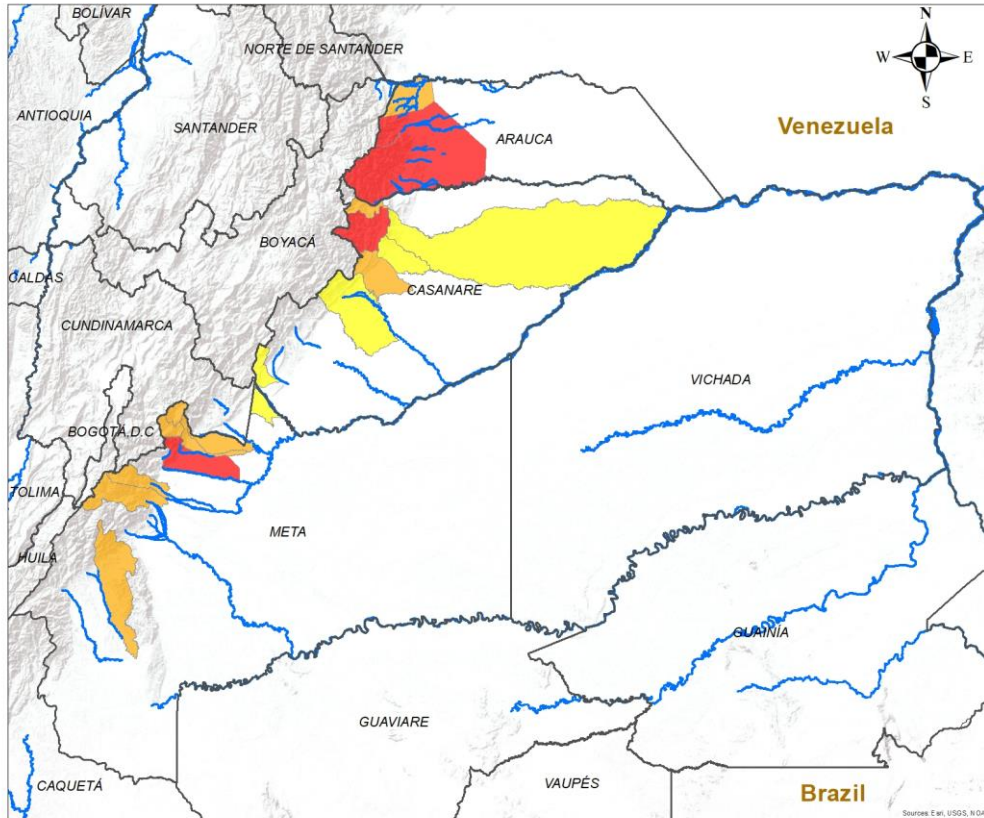 BOLÍVAR
NORTE DE SANTANDER
N
W E
S
ANTIOQUIA
SANTANDER
ARAUCA
Venezuela
BOYACÁ
CALDAS
CASANARE
CUNDINAMARCA
VICHADA
BOGOTÁ, D.C
TOLIMA
META
HUILA
GUAINÍA
GUAVIARE
CAQUETÁ
VAUPÉS
Brazil
Sources: Esri, USGS, NOA